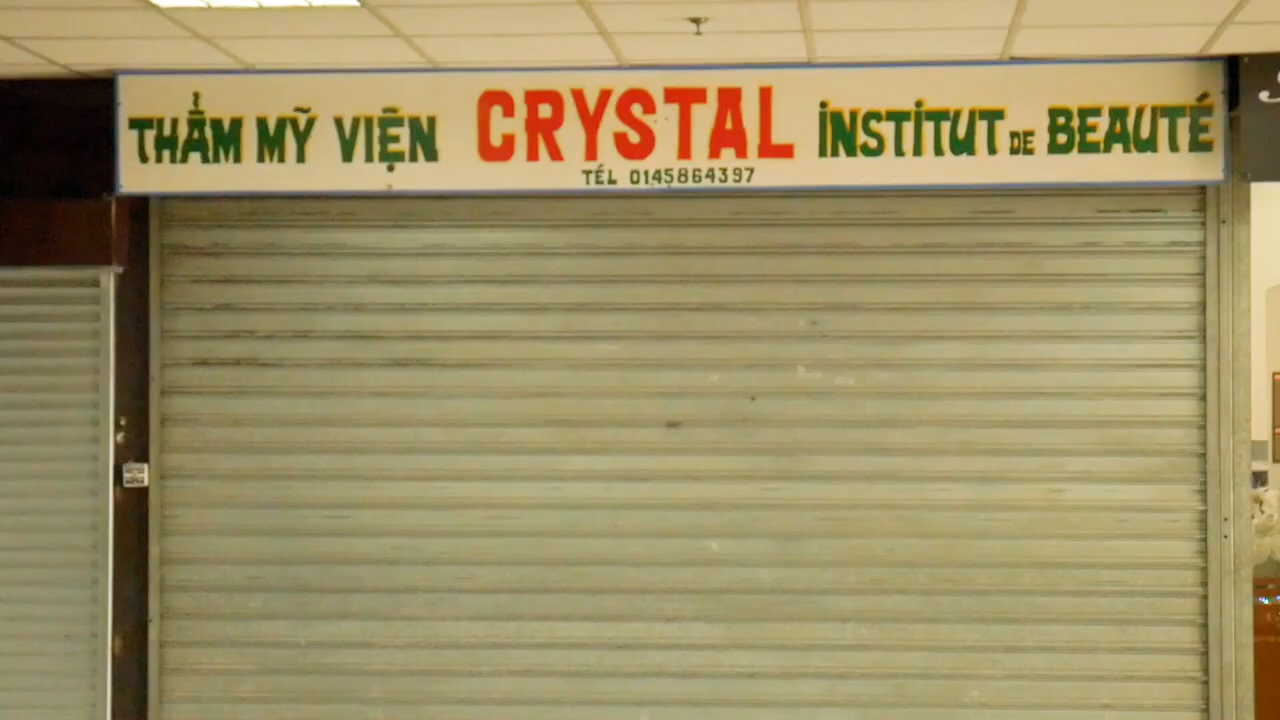 THẨM MỸ VIỆN CRYSTAL INSTITUT DE BEAUTÉ
TÉL 0145864397